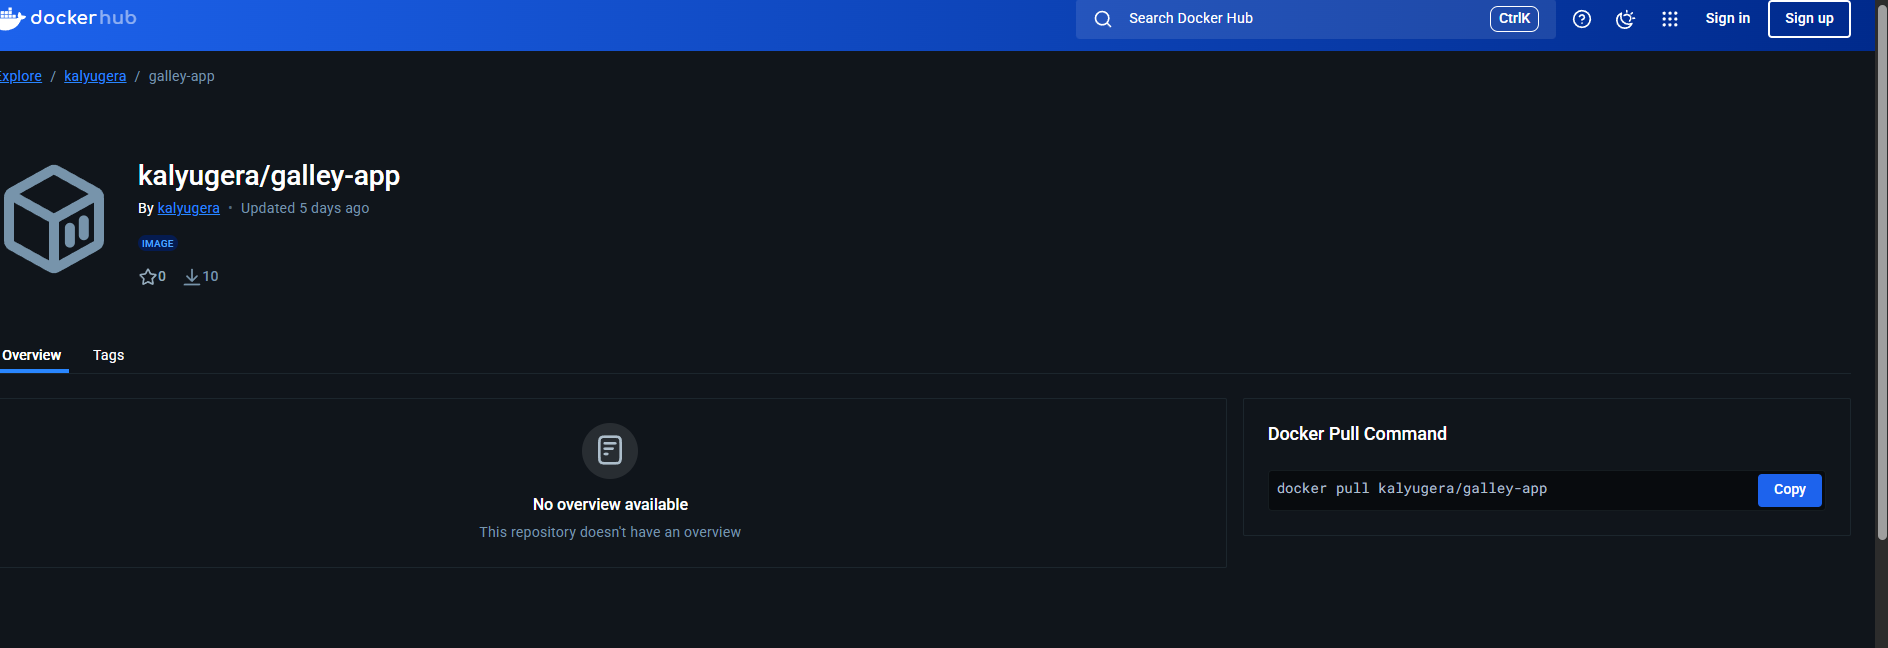 dockerhub
Search Docker Hub
CtrlK
Sign in
Sign up
Explore / kalyugera / galley-app
kalyugera/galley-app
By kalyugera • Updated 5 days ago
IMAGE
0 10
Overview Tags
No overview available
This repository doesn't have an overview
Docker Pull Command
docker pull kalyugera/galley-app
Copy